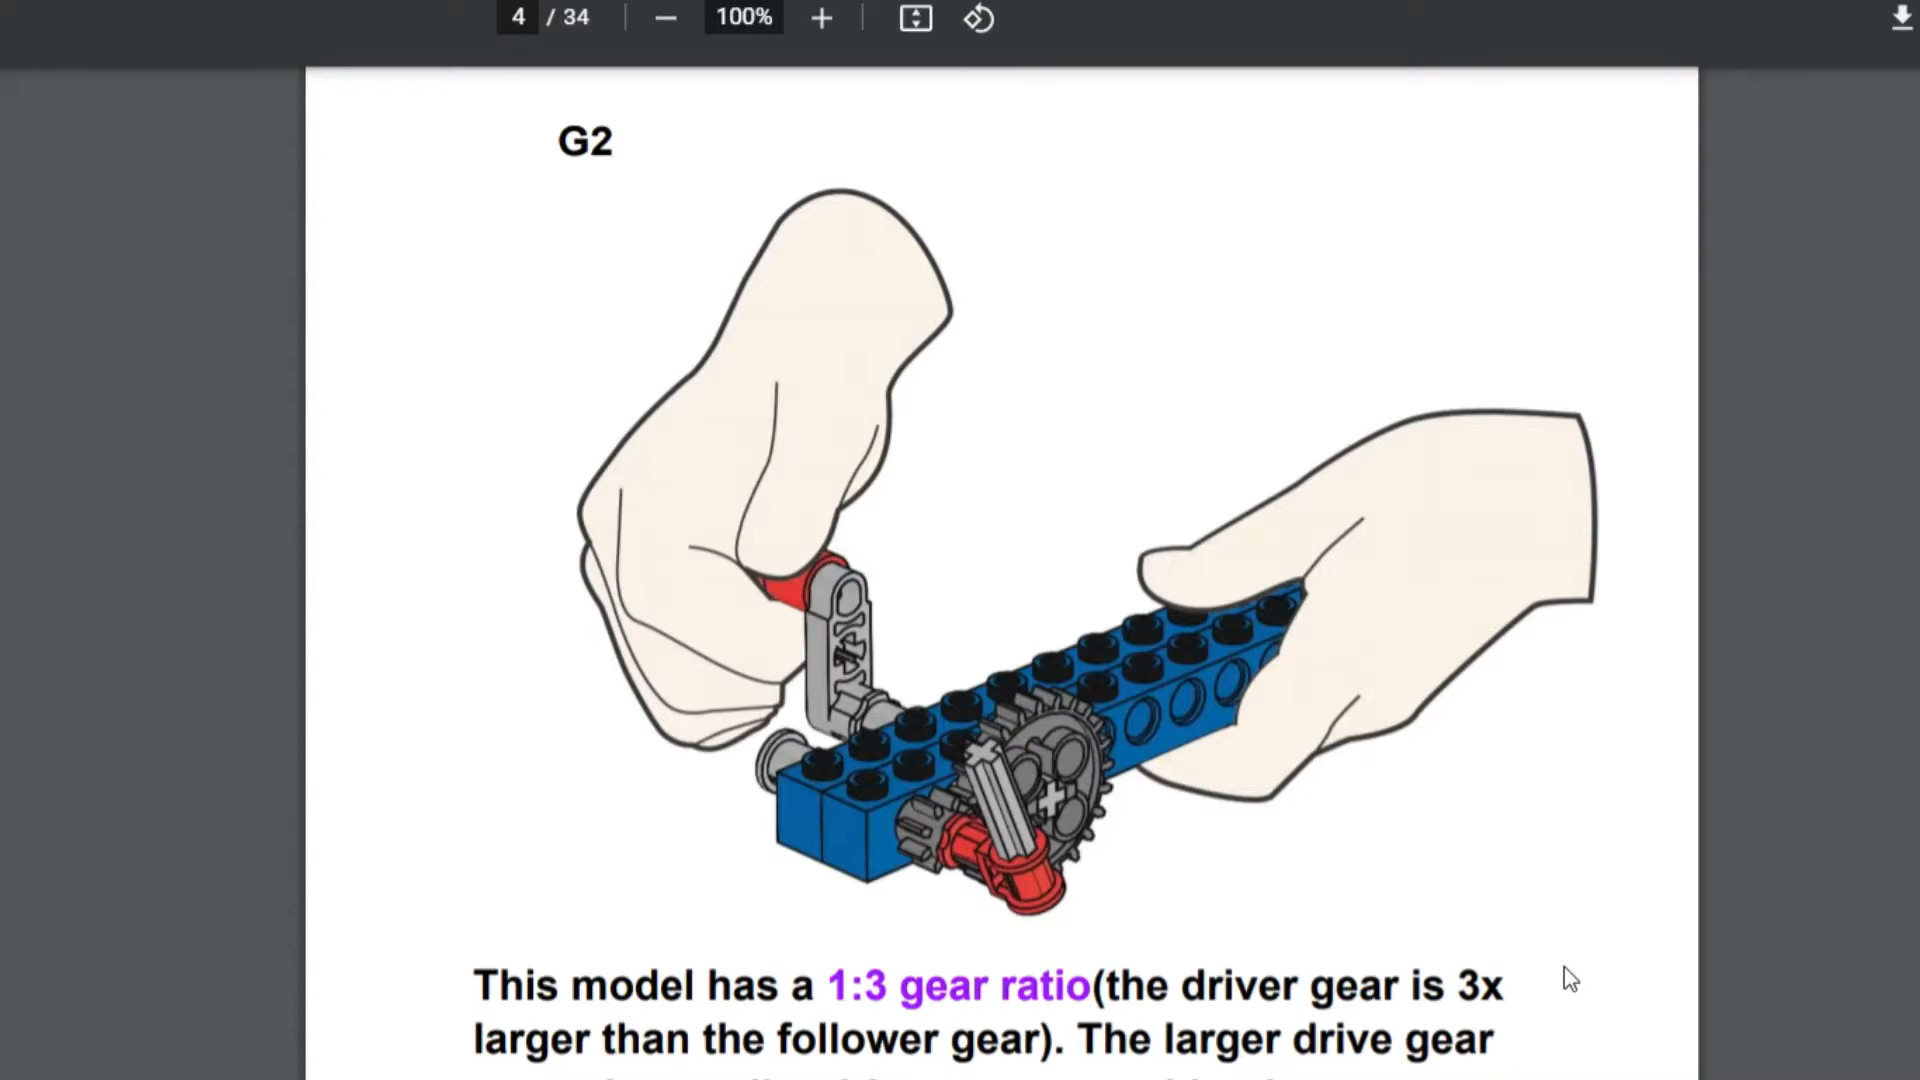 4 / 34 100%
G2
This model has a 1:3 gear ratio(the driver gear is 3x
larger than the follower gear). The larger drive gear